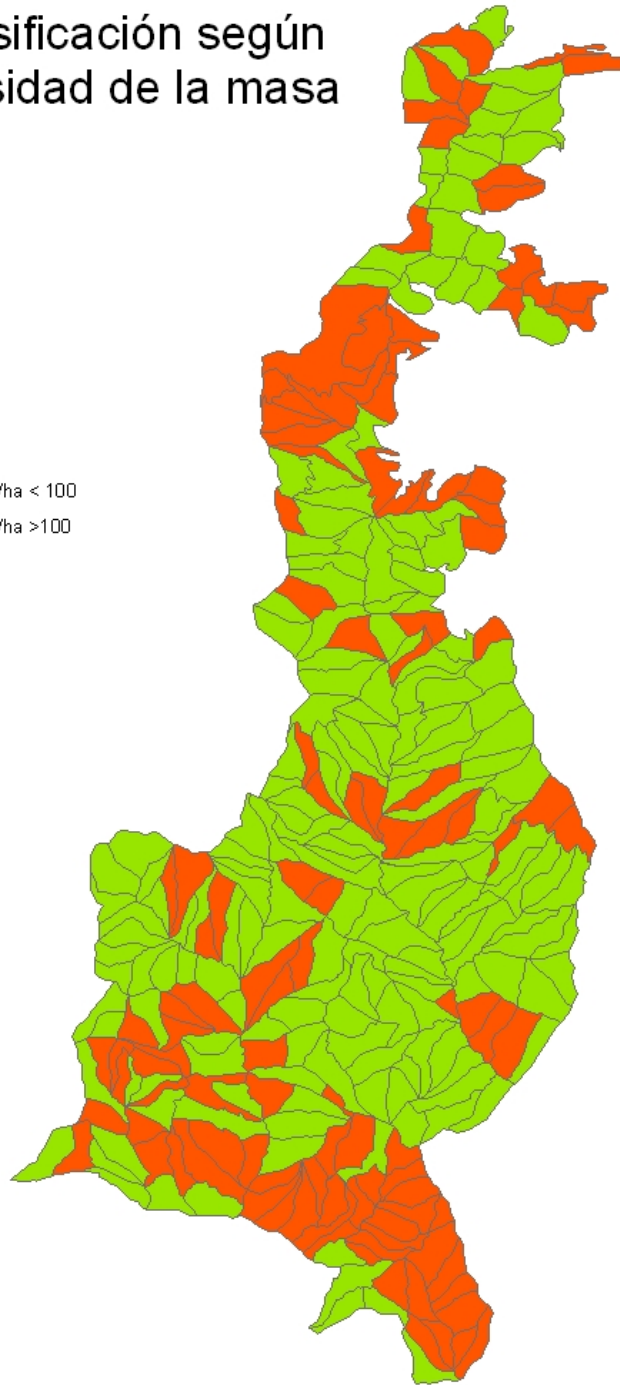 sificación según
sidad de la masa
/ha < 100
/ha >100